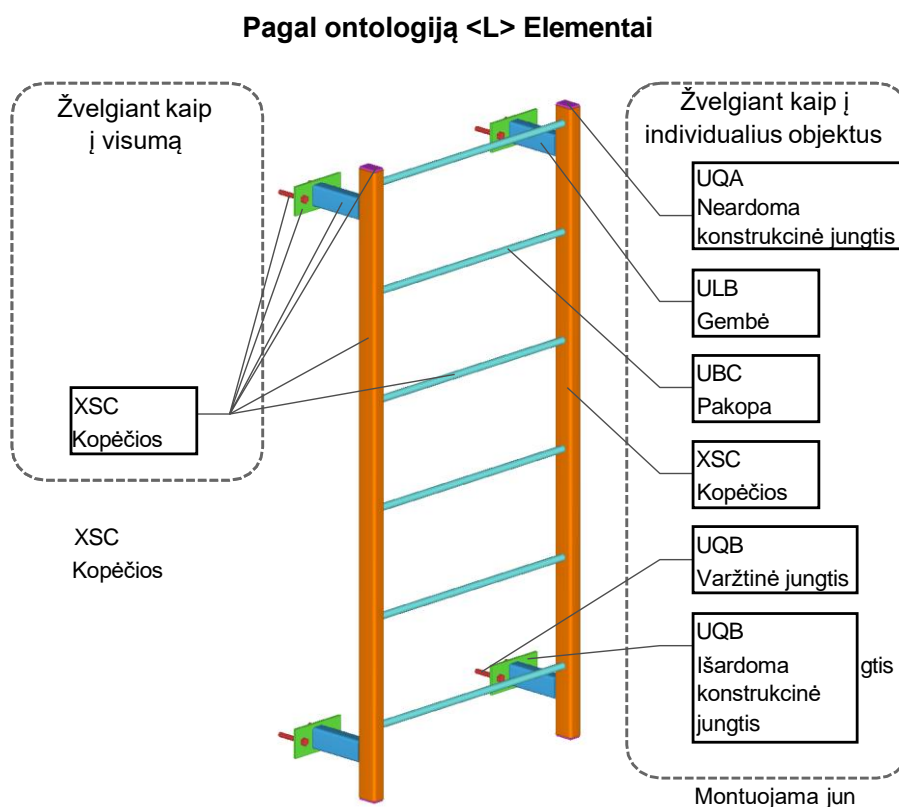 Pagal ontologiją <L> Elementai
Žvelgiant kaip
į visumą
XSC
Kopėčios
XSC
Kopėčios
Žvelgiant kaip į
individualius objektus
UQA
Neardoma
konstrukcinė jungtis
ULB
Gembė
UBC
Pakopa
XSC
Kopėčios
UQB
Varžtinė jungtis
UQB
Išardoma
konstrukcinė
jungtis
gtis
Montuojama jun